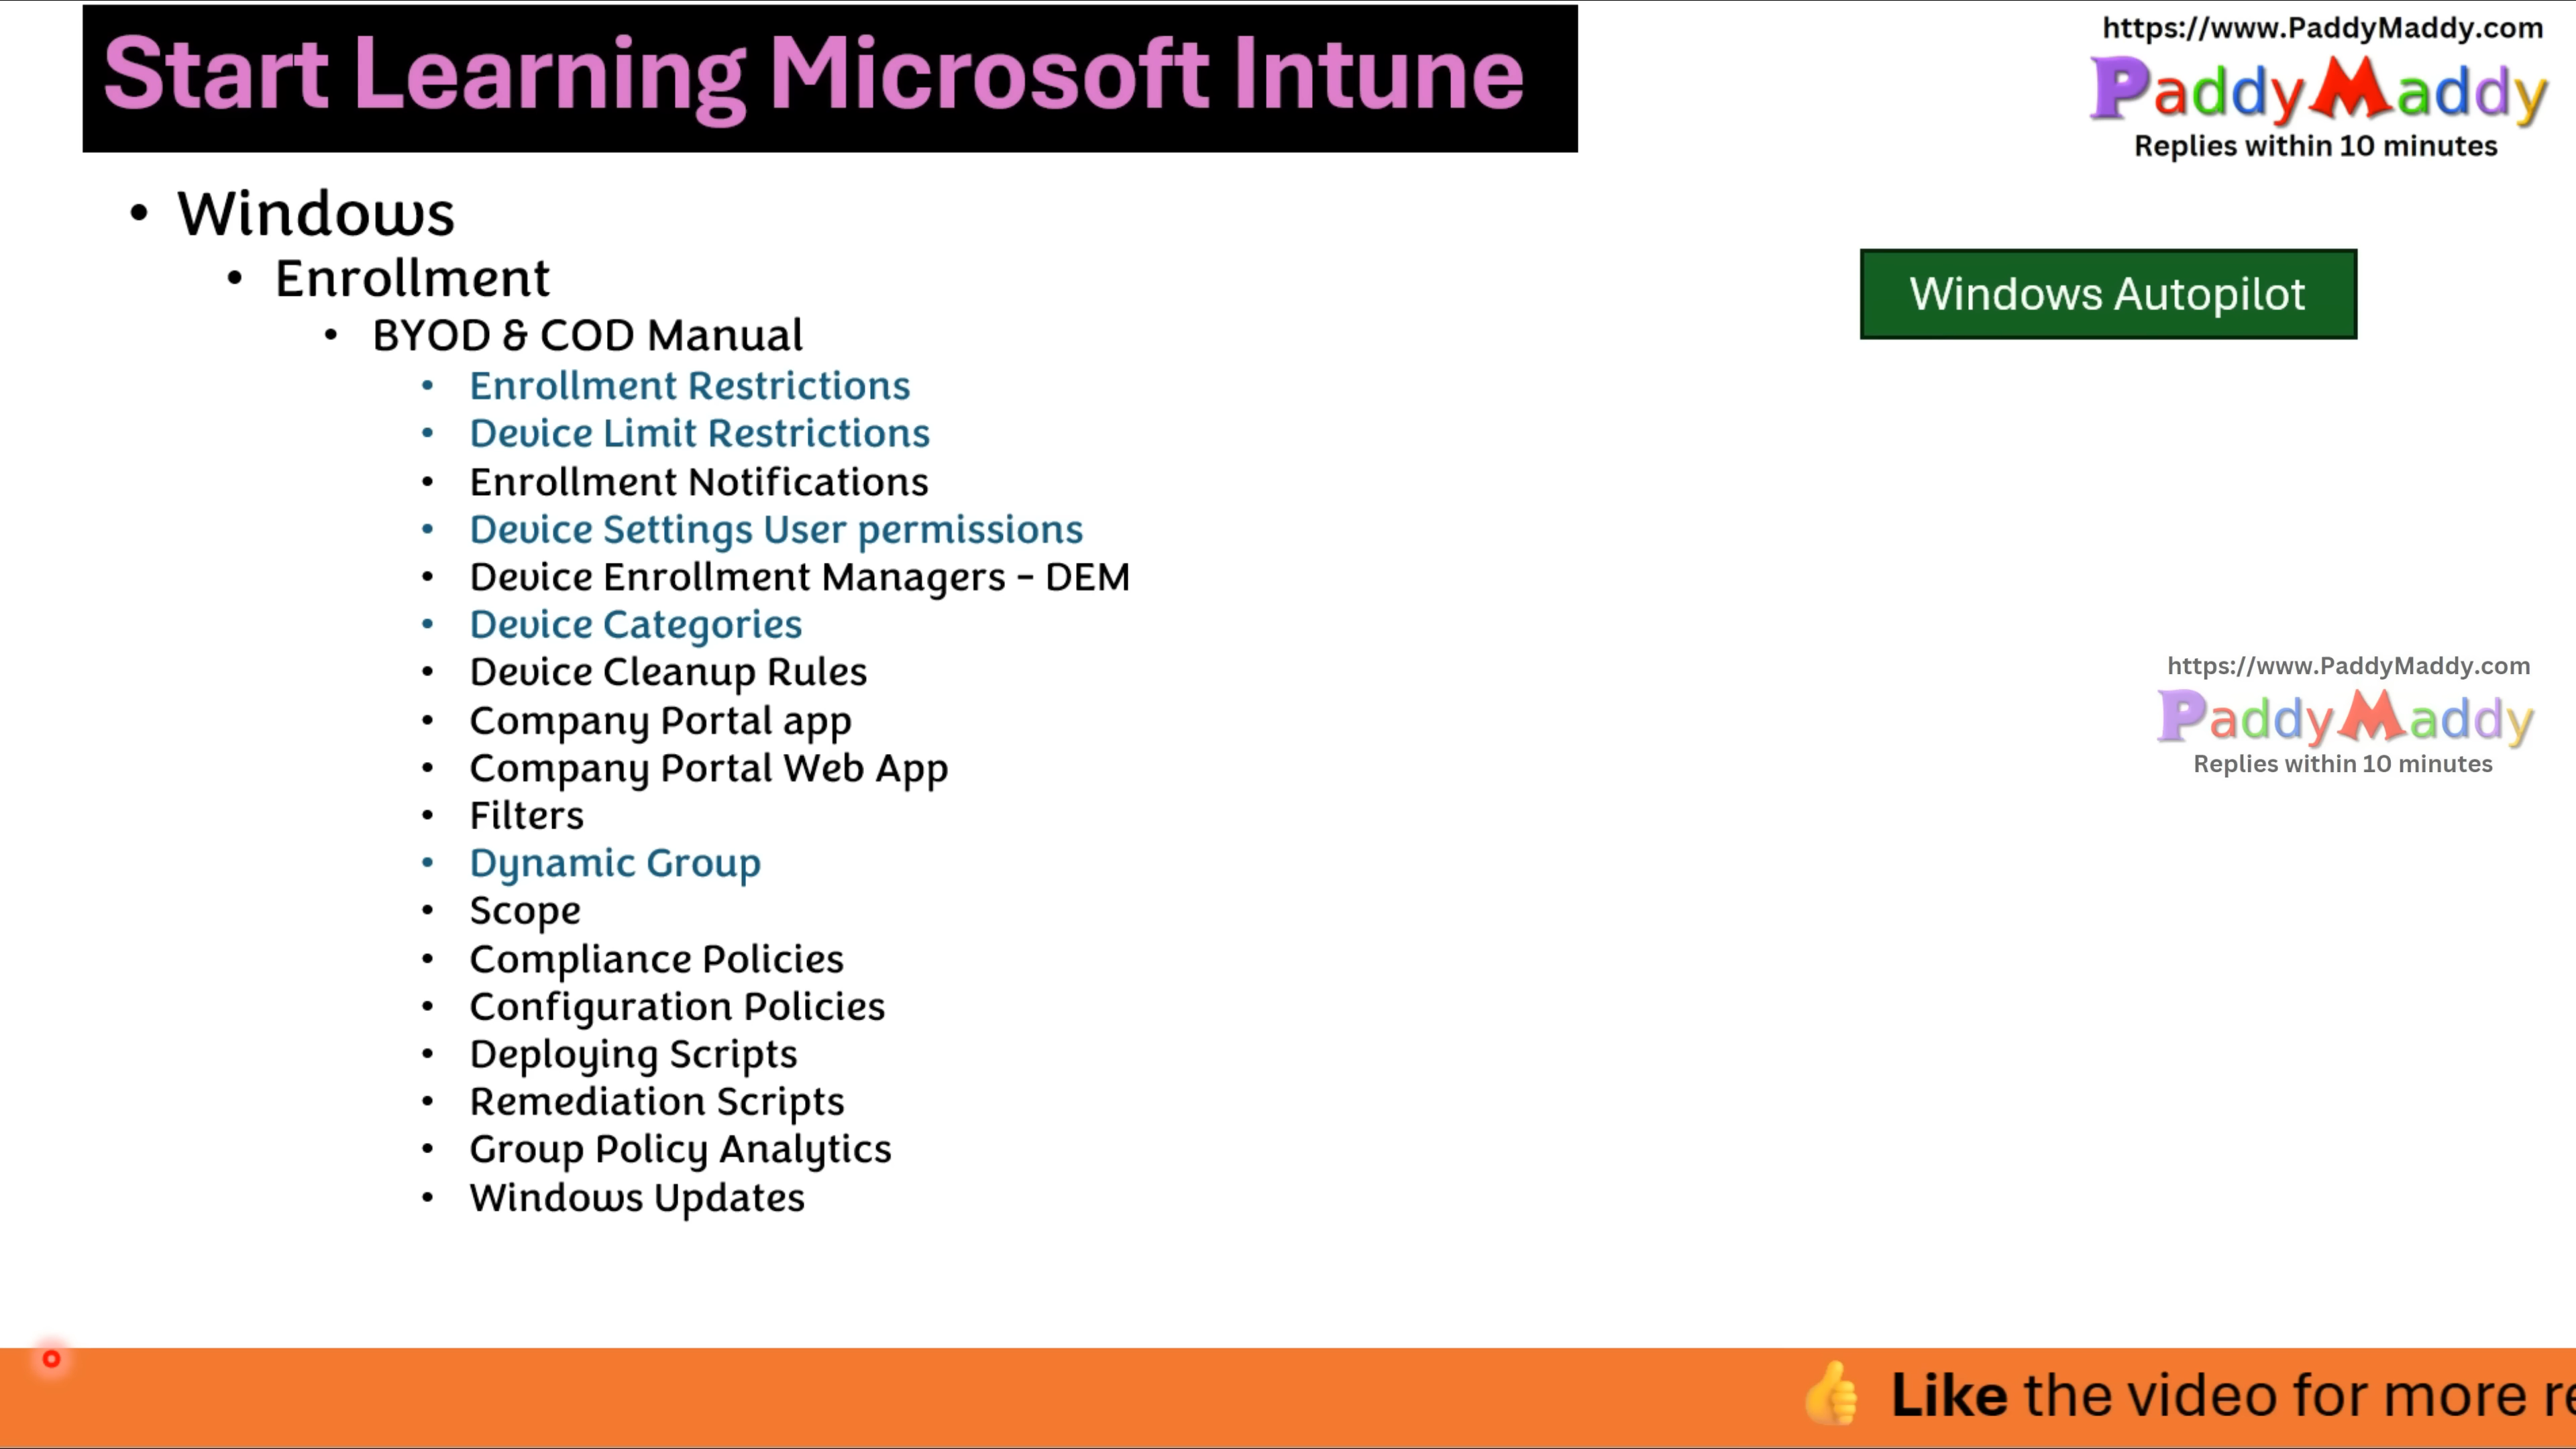 Start Learning Microsoft Intune
https://www.PaddyMaddy.com
PaddyMaddy
Replies within 10 minutes
• Windows
• Enrollment
• BYOD & COD Manual
• Enrollment Restrictions
• Device Limit Restrictions
• Enrollment Notifications
• Device Settings User permissions
• Device Enrollment Managers – DEM
• Device Categories
• Device Cleanup Rules
• Company Portal app
• Company Portal Web App
• Filters
• Dynamic Group
• Scope
• Compliance Policies
• Configuration Policies
• Deploying Scripts
• Remediation Scripts
• Group Policy Analytics
• Windows Updates
Windows Autopilot
https://www.PaddyMaddy.com
PaddyMaddy
Replies within 10 minutes
👍 Like the video for more